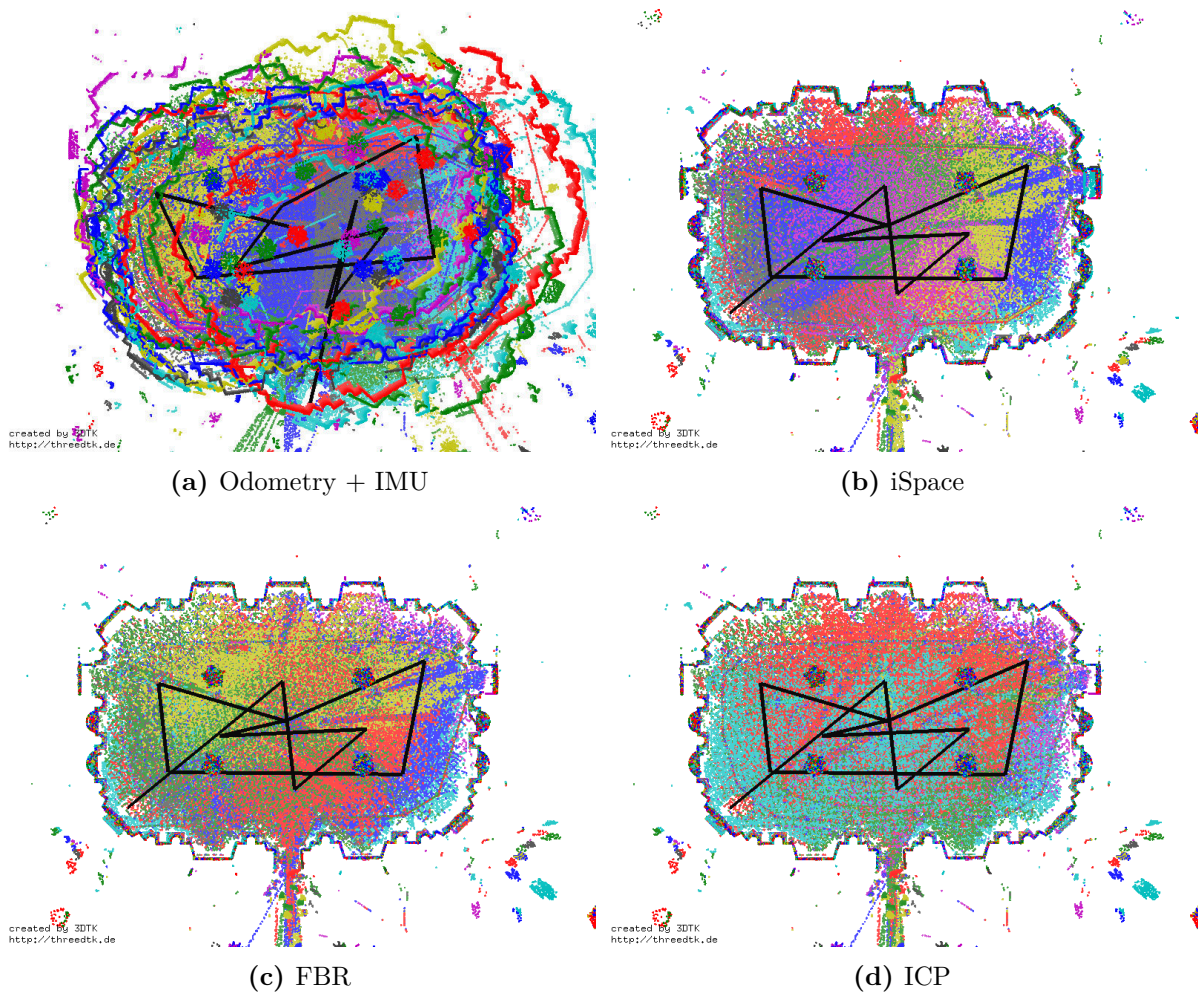 created by 3DTK
http://threedtk.de
(a) Odometry + IMU
created by 3DTK
http://threedtk.de
(b) iSpace
created by 3DTK
http://threedtk.de
(c) FBR
created by 3DTK
http://threedtk.de
(d) ICP